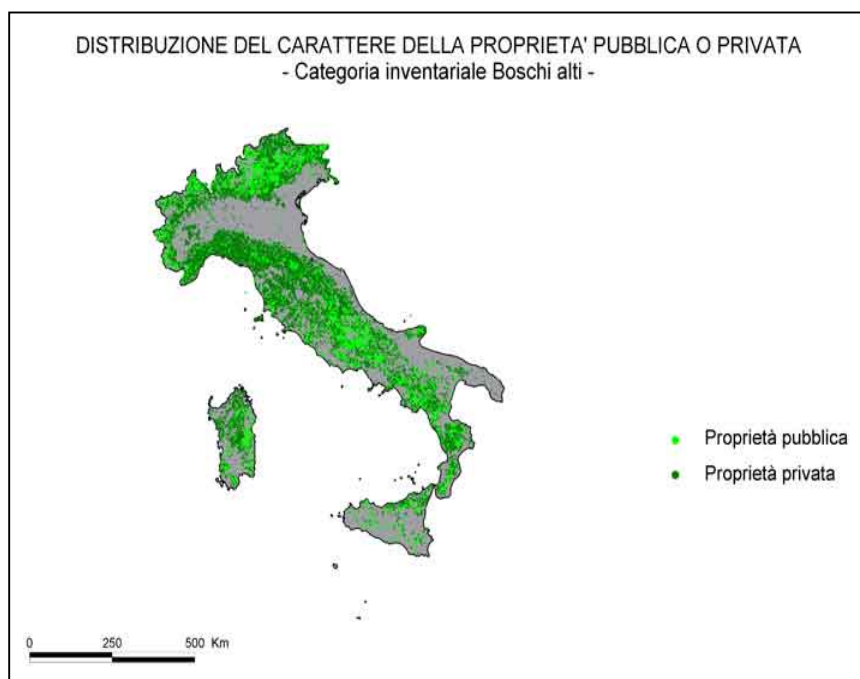 DISTRIBUZIONE DEL CARATTERE DELLA PROPRIETA' PUBBLICA O PRIVATA
- Categoria inventariale Boschi alti -
Proprietà pubblica
Proprietà privata
0 250 500 Km